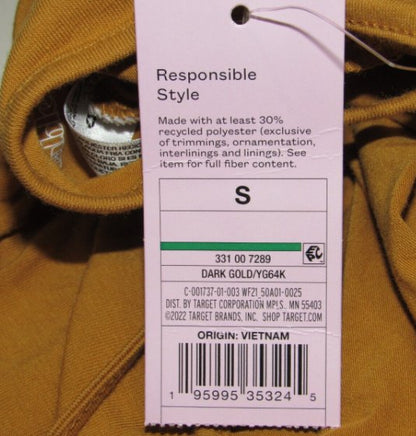 Responsible
Style
Made with at least 30%
recycled polyester (exclusive
of trimmings, ornamentation,
interlinings and linings). See
item for full fiber content.
S
331 00 7289
DARK GOLD/YG64K
C-001737-01-003 WF21_50A01-0025
DIST. BY TARGET CORPORATION MPLS, MN 55403
©2022 TARGET BRANDS, INC. SHOP TARGET.COM
ORIGIN: VIETNAM
1 95995 35324 5